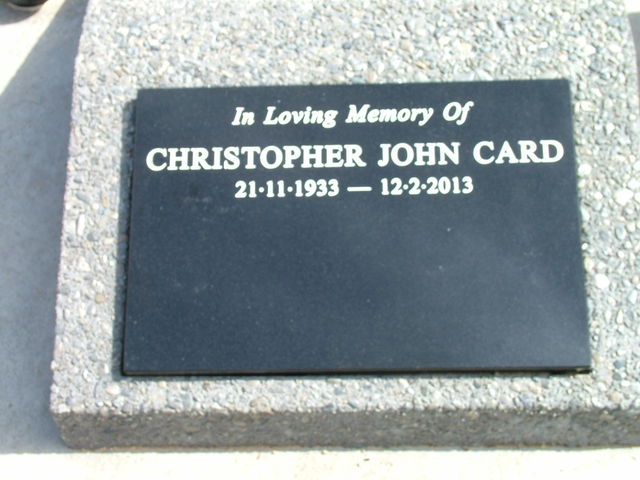 In Loving Memory Of
CHRISTOPHER JOHN CARD
21·11·1933 — 12·2·2013